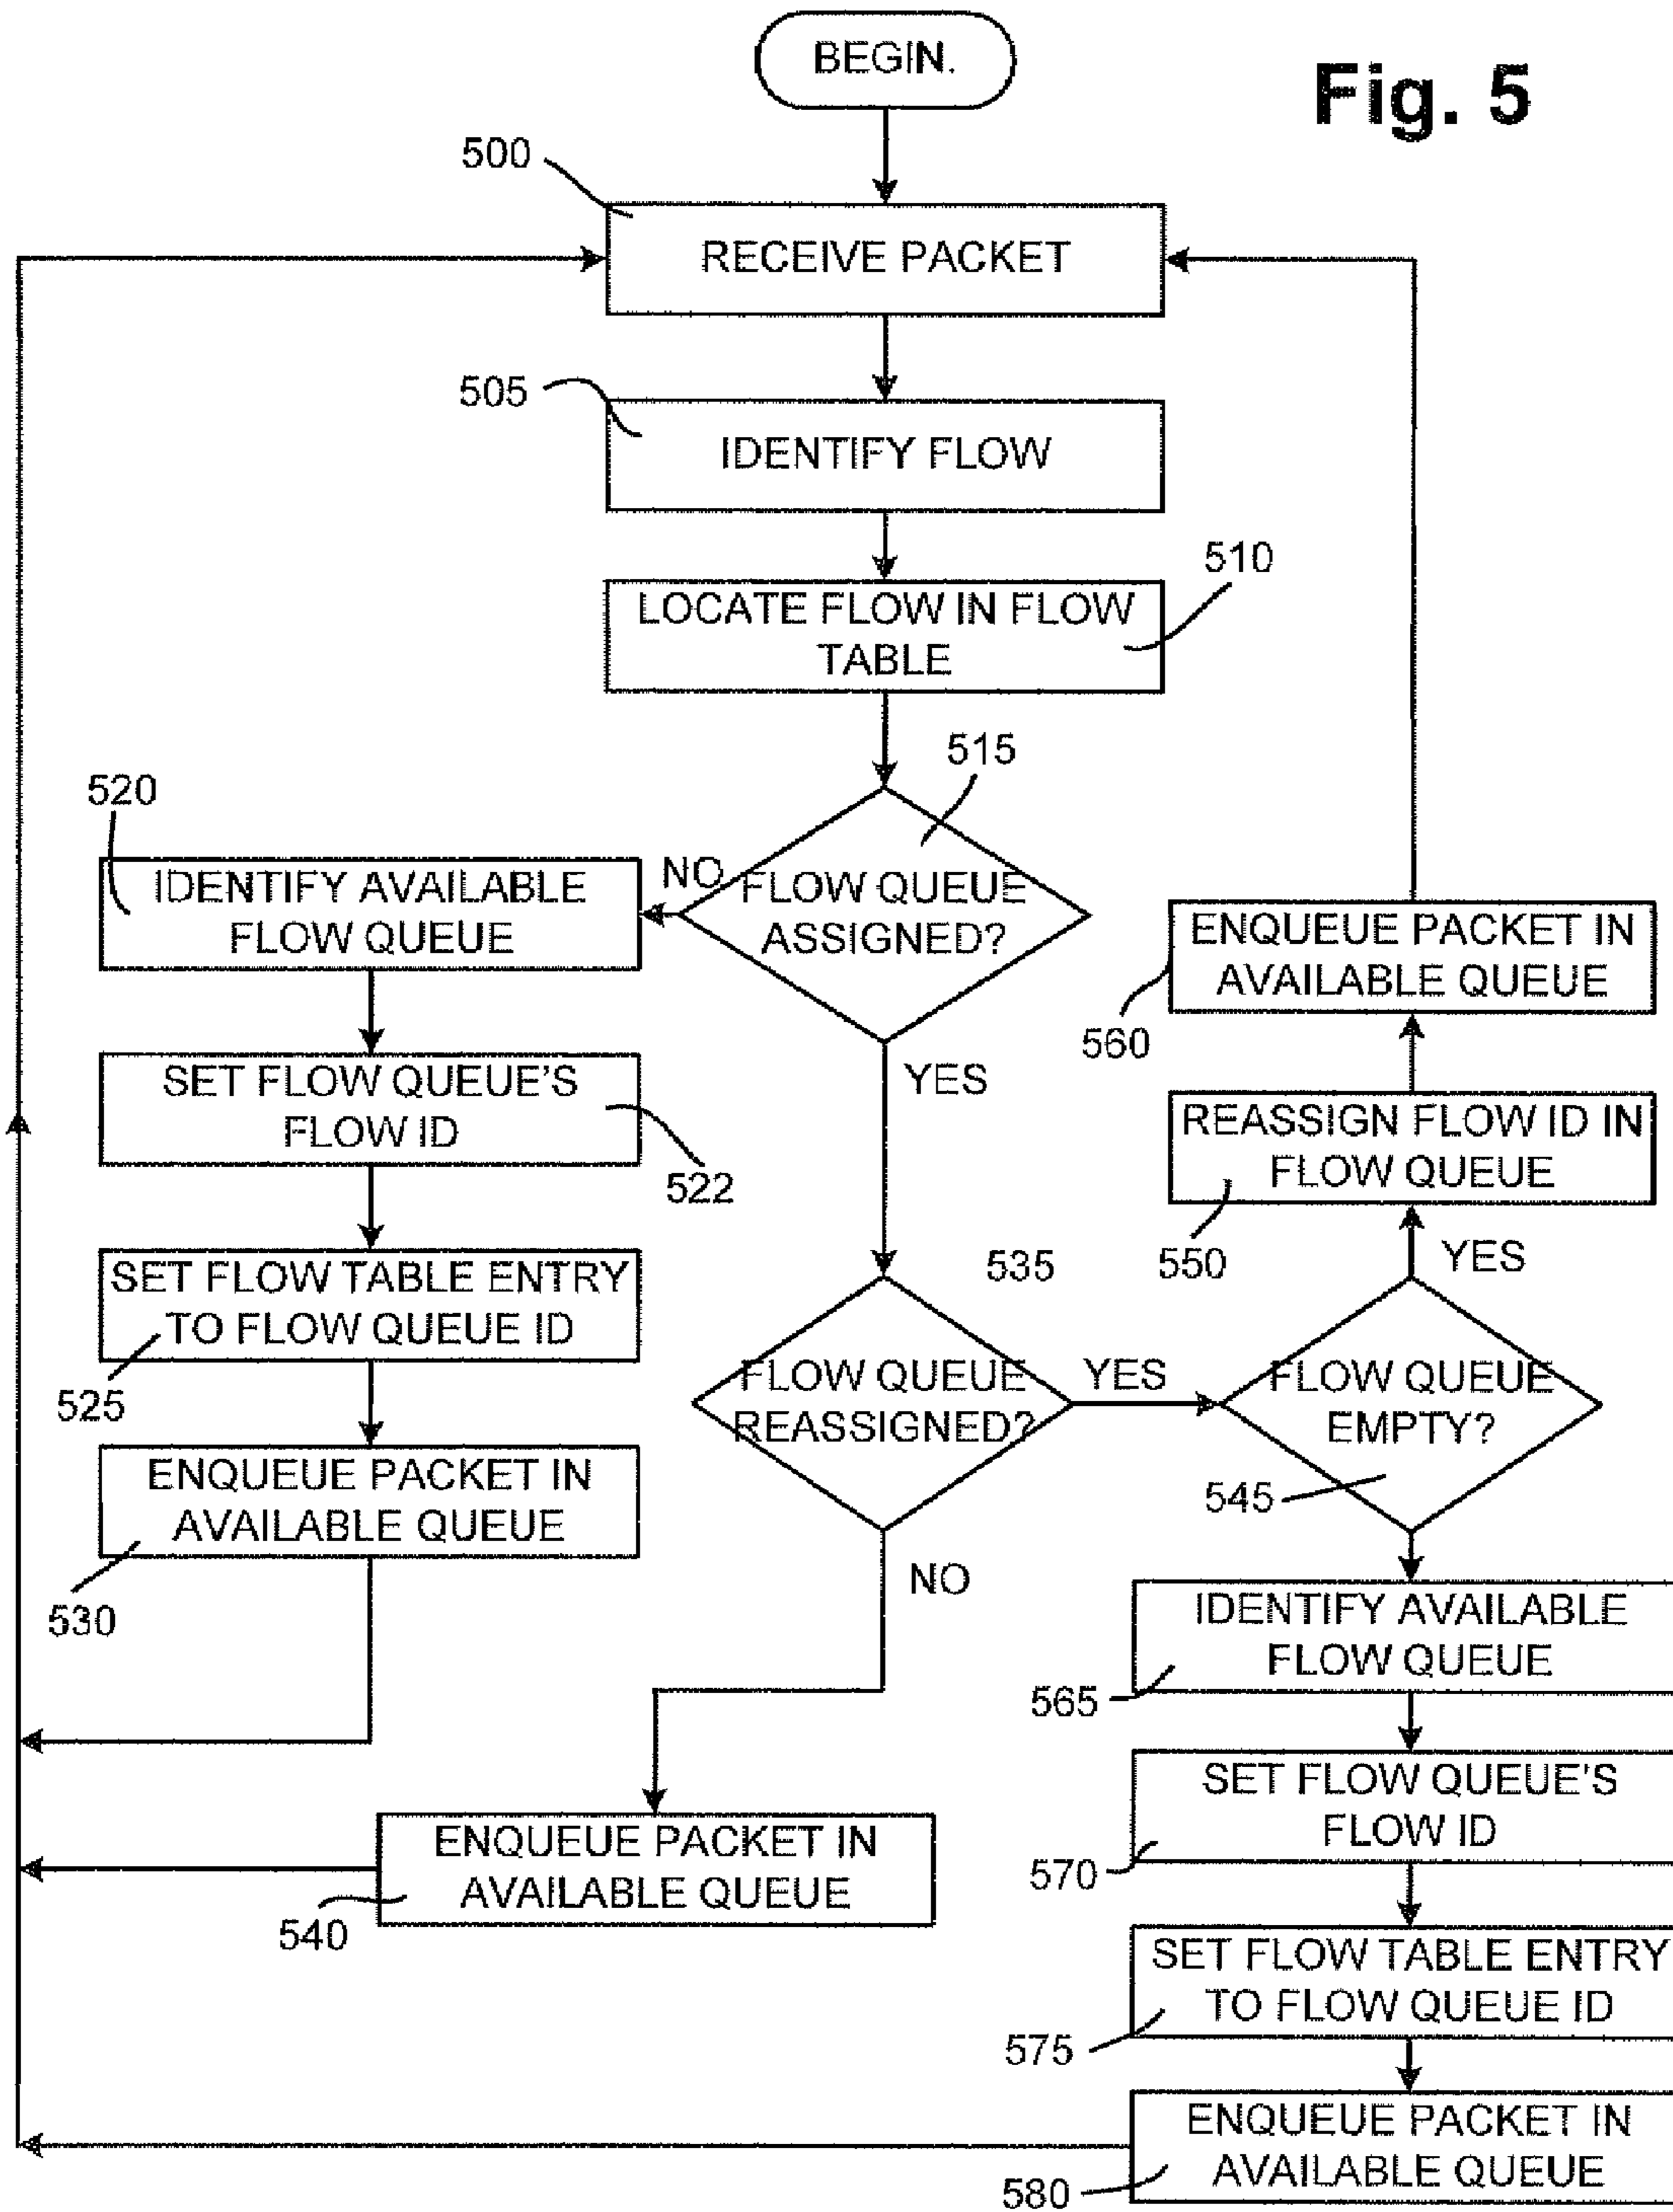 BEGIN.
Fig. 5
500
RECEIVE PACKET
505
IDENTIFY FLOW
510
LOCATE FLOW IN FLOW
TABLE
515
520
NO
FLOW QUEUE
ASSIGNED?
IDENTIFY AVAILABLE
FLOW QUEUE
ENQUEUE PACKET IN
AVAILABLE QUEUE
560
YES
SET FLOW QUEUE'S
FLOW ID
522
REASSIGN FLOW ID IN
FLOW QUEUE
550
YES
535
SET FLOW TABLE ENTRY
TO FLOW QUEUE ID
525
FLOW QUEUE
REASSIGNED?
YES
FLOW QUEUE
EMPTY?
545
ENQUEUE PACKET IN
AVAILABLE QUEUE
530
NO
IDENTIFY AVAILABLE
FLOW QUEUE
565
SET FLOW QUEUE'S
FLOW ID
570
ENQUEUE PACKET IN
AVAILABLE QUEUE
540
SET FLOW TABLE ENTRY
TO FLOW QUEUE ID
575
ENQUEUE PACKET IN
AVAILABLE QUEUE
580